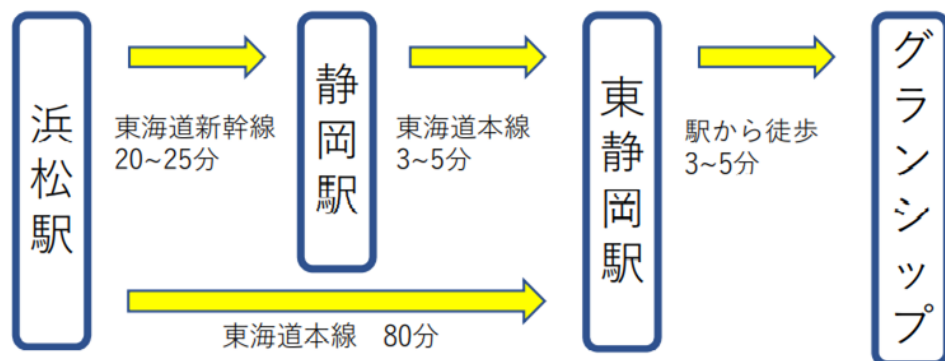 浜松駅
東海道新幹線
20~25分
静岡駅
東海道本線
3~5分
東静岡駅
駅から徒歩
3~5分
グランシップ
東海道本線　80分